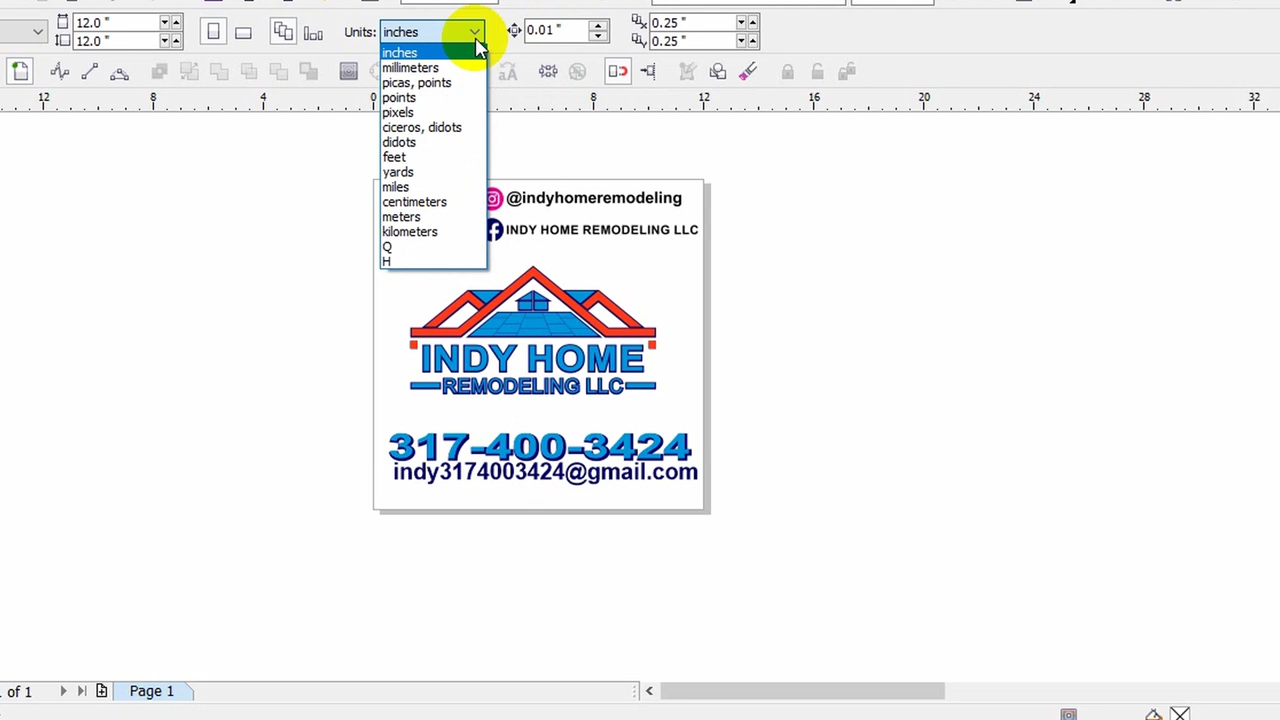 12.0 "
12.0 "
Units: inches
0.01 "
0.25 "
0.25 "
inches
millimeters
picas, points
points
pixels
ciceros, didots
didots
feet
yards
miles
centimeters
meters
kilometers
Q
H
12 8 4 0 8 12 16 20 24 28 32
@indyhomeremodeling
INDY HOME REMODELING LLC
INDY HOME
REMODELING LLC
317-400-3424
indy3174003424@gmail.com
of 1
Page 1